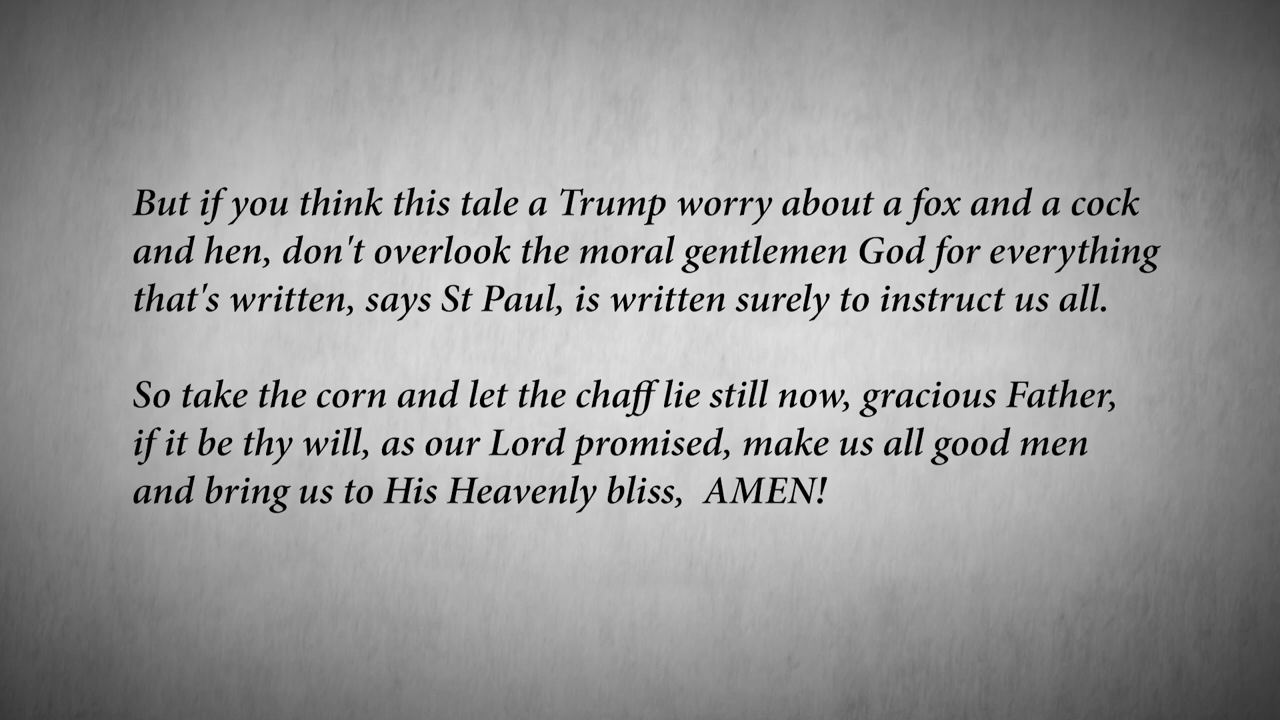 But if you think this tale a Trump worry about a fox and a cock
and hen, don't overlook the moral gentlemen God for everything
that's written, says St Paul, is written surely to instruct us all.
So take the corn and let the chaff lie still now, gracious Father,
if it be thy will, as our Lord promised, make us all good men
and bring us to His Heavenly bliss,  AMEN!